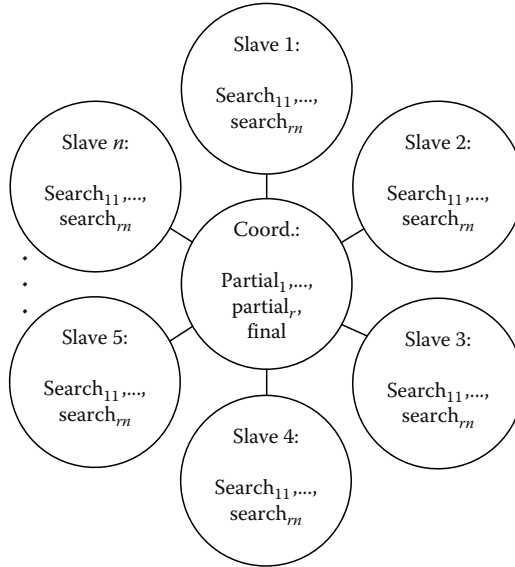 Slave 1:
Search₁₁,...,
searchᵣₙ
Slave n:
Search₁₁,...,
searchᵣₙ
Slave 2:
Search₁₁,...,
searchᵣₙ
Coord.:
Partial₁,...,
partialᵣ,
final
Slave 5:
Search₁₁,...,
searchᵣₙ
Slave 3:
Search₁₁,...,
searchᵣₙ
Slave 4:
Search₁₁,...,
searchᵣₙ